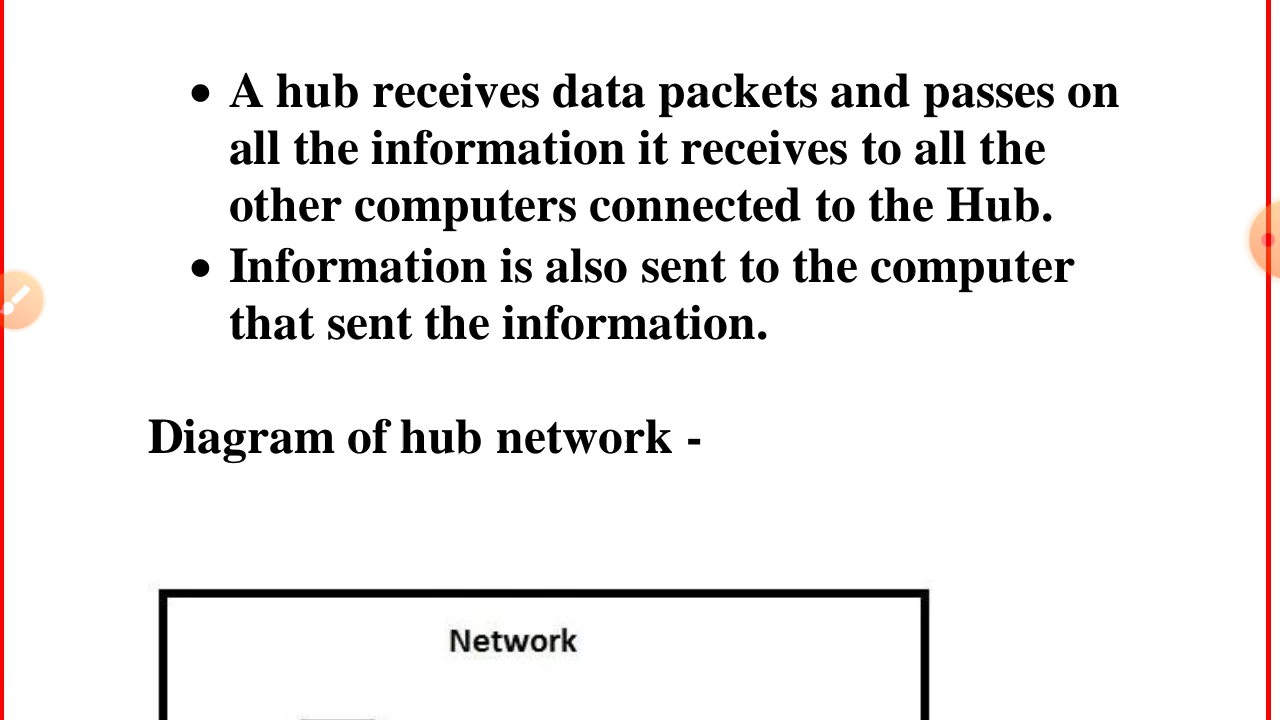 • A hub receives data packets and passes on
all the information it receives to all the
other computers connected to the Hub.
• Information is also sent to the computer
that sent the information.
Diagram of hub network -
Network